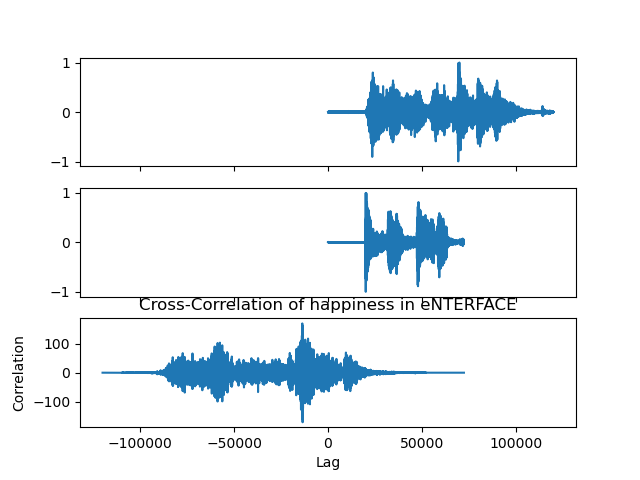 1
0
−1
1
0
−1
Cross-Correlation of happiness in eNTERFACE
100
0
−100
Correlation
−100000 −50000 0 50000 100000
Lag